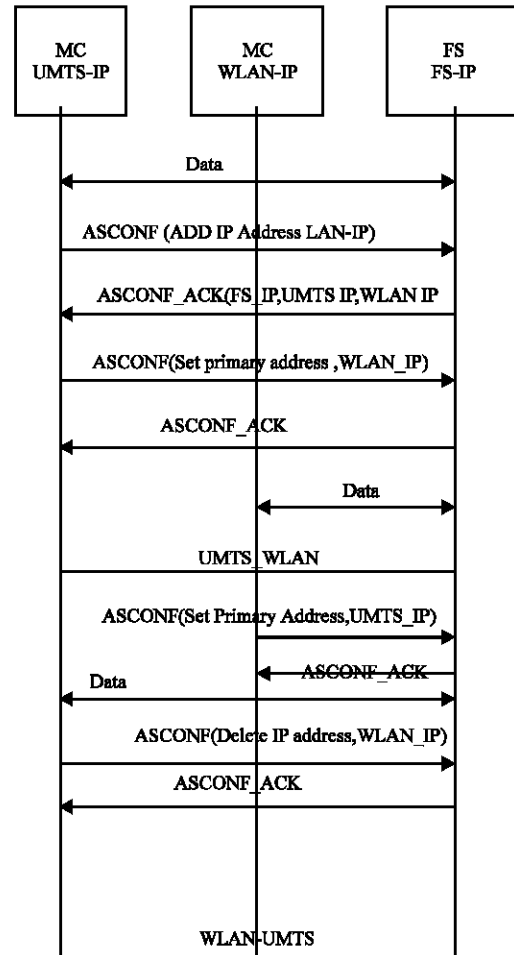 MC
UMTS-IP
MC
WLAN-IP
FS
FS-IP
Data
ASCONF (ADD IP Address LAN-IP)
ASCONF_ACK(FS_IP,UMTS IP,WLAN IP
ASCONF(Set primary address ,WLAN_IP)
ASCONF_ACK
Data
UMTS_WLAN
ASCONF(Set Primary Address,UMTS_IP)
ASCONF_ACK
Data
ASCONF(Delete IP address,WLAN_IP)
ASCONF_ACK
WLAN-UMTS